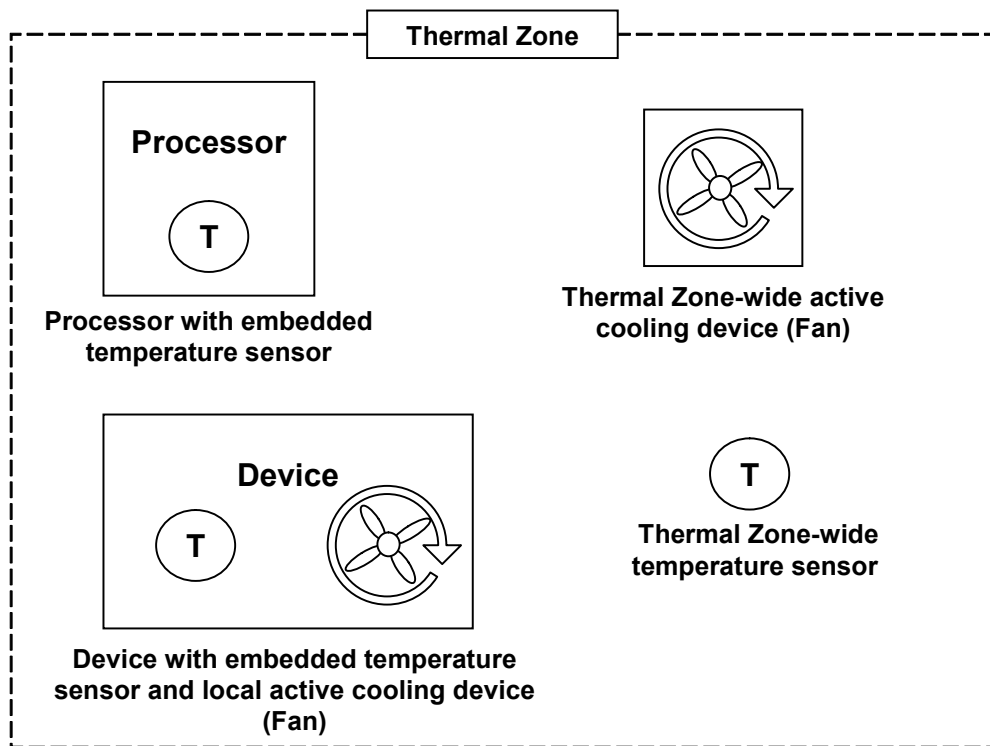 Thermal Zone
Processor
T
Processor with embedded
temperature sensor
Thermal Zone-wide active
cooling device (Fan)
Device
T
Device with embedded temperature
sensor and local active cooling device
(Fan)
T
Thermal Zone-wide
temperature sensor